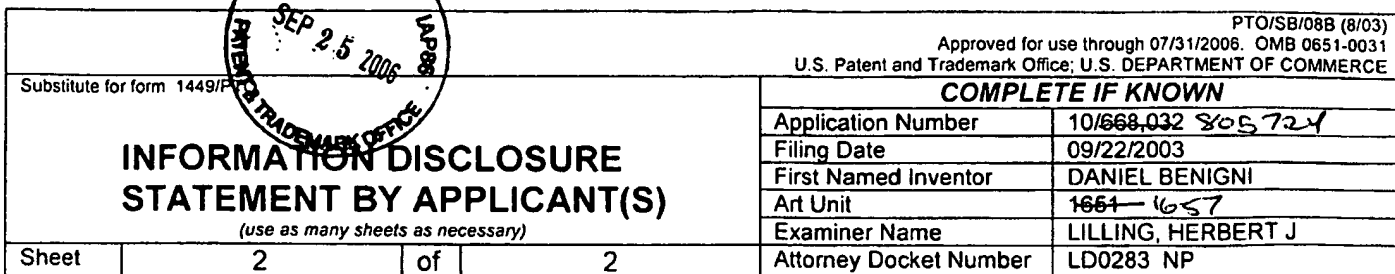 SEP 25 2006
IAP86
PATENT & TRADEMARK OFFICE
PTO/SB/08B (8/03)
Approved for use through 07/31/2006. OMB 0651-0031
U.S. Patent and Trademark Office; U.S. DEPARTMENT OF COMMERCE
Substitute for form 1449/
COMPLETE IF KNOWN
INFORMATION DISCLOSURE
STATEMENT BY APPLICANT(S)
(use as many sheets as necessary)
Application Number 10/668,032 805724
Filing Date 09/22/2003
First Named Inventor DANIEL BENIGNI
Art Unit 1651 1657
Examiner Name LILLING, HERBERT J
Sheet 2 of 2 Attorney Docket Number LD0283 NP